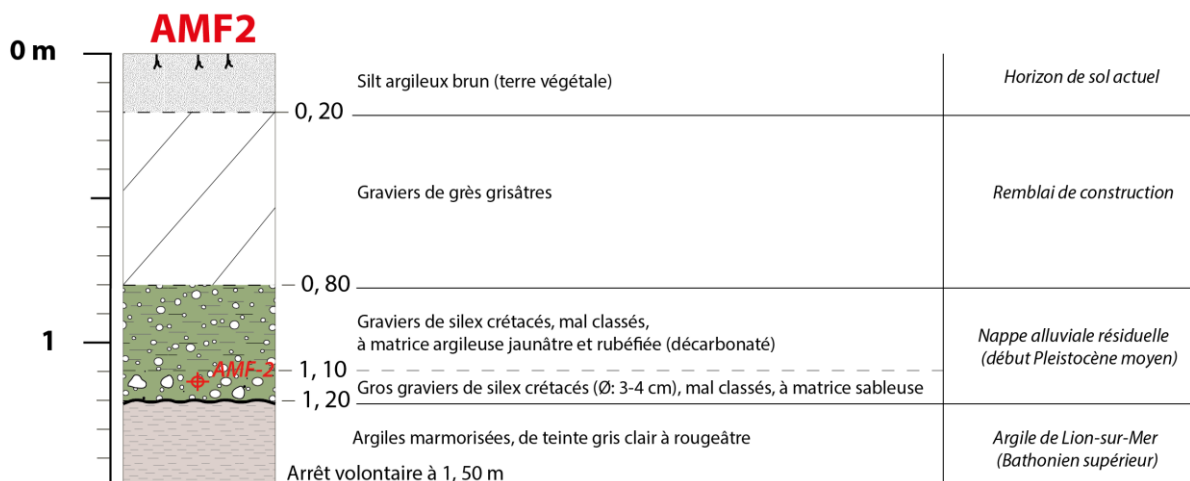 AMF2
0 m
Silt argileux brun (terre végétale)
Horizon de sol actuel
0, 20
Graviers de grès grisâtres
Remblai de construction
0, 80
Graviers de silex crétacés, mal classés,
à matrice argileuse jaunâtre et rubéfiée (décarbonaté)
Nappe alluviale résiduelle
(début Pleistocène moyen)
1
AMF-2
1, 10
Gros graviers de silex crétacés (Ø: 3-4 cm), mal classés, à matrice sableuse
1, 20
Argiles marmorisées, de teinte gris clair à rougeâtre
Argile de Lion-sur-Mer
(Bathonien supérieur)
Arrêt volontaire à 1, 50 m